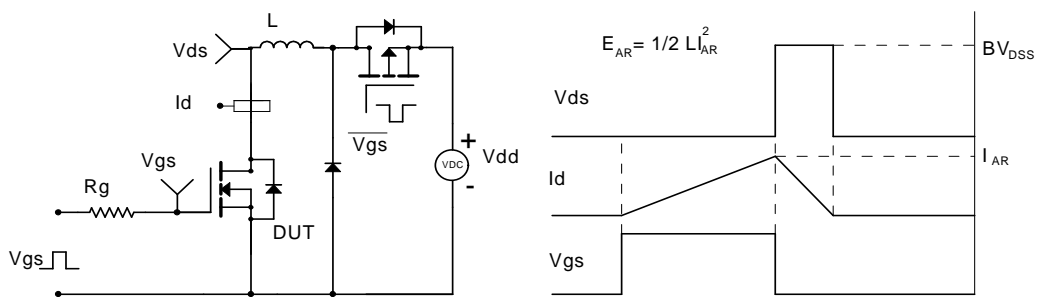 L
Vds
Id
Vgs
Vgs
+
VDC
Vdd
-
Vgs
Rg
DUT
Vgs
E_AR = 1/2 LI_AR^2
Vds
BV_DSS
I_AR
Id
Vgs